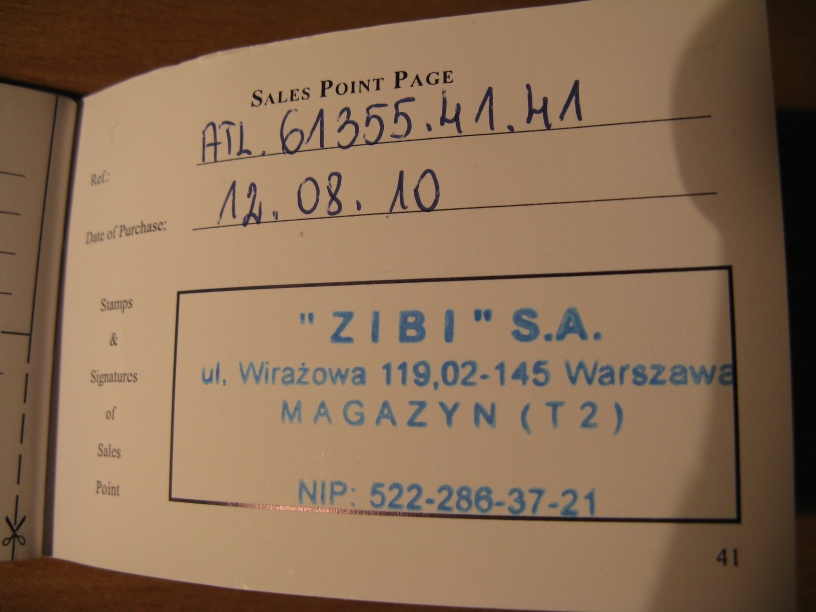 SALES POINT PAGE
Ref.: ATL. 61355.41.41
Date of Purchase: 12.08.10
Stamps
&
Signatures
of
Sales
Point
"ZIBI" S.A.
ul. Wirażowa 119,02-145 Warszawa
MAGAZYN (T2)
NIP: 522-286-37-21
41